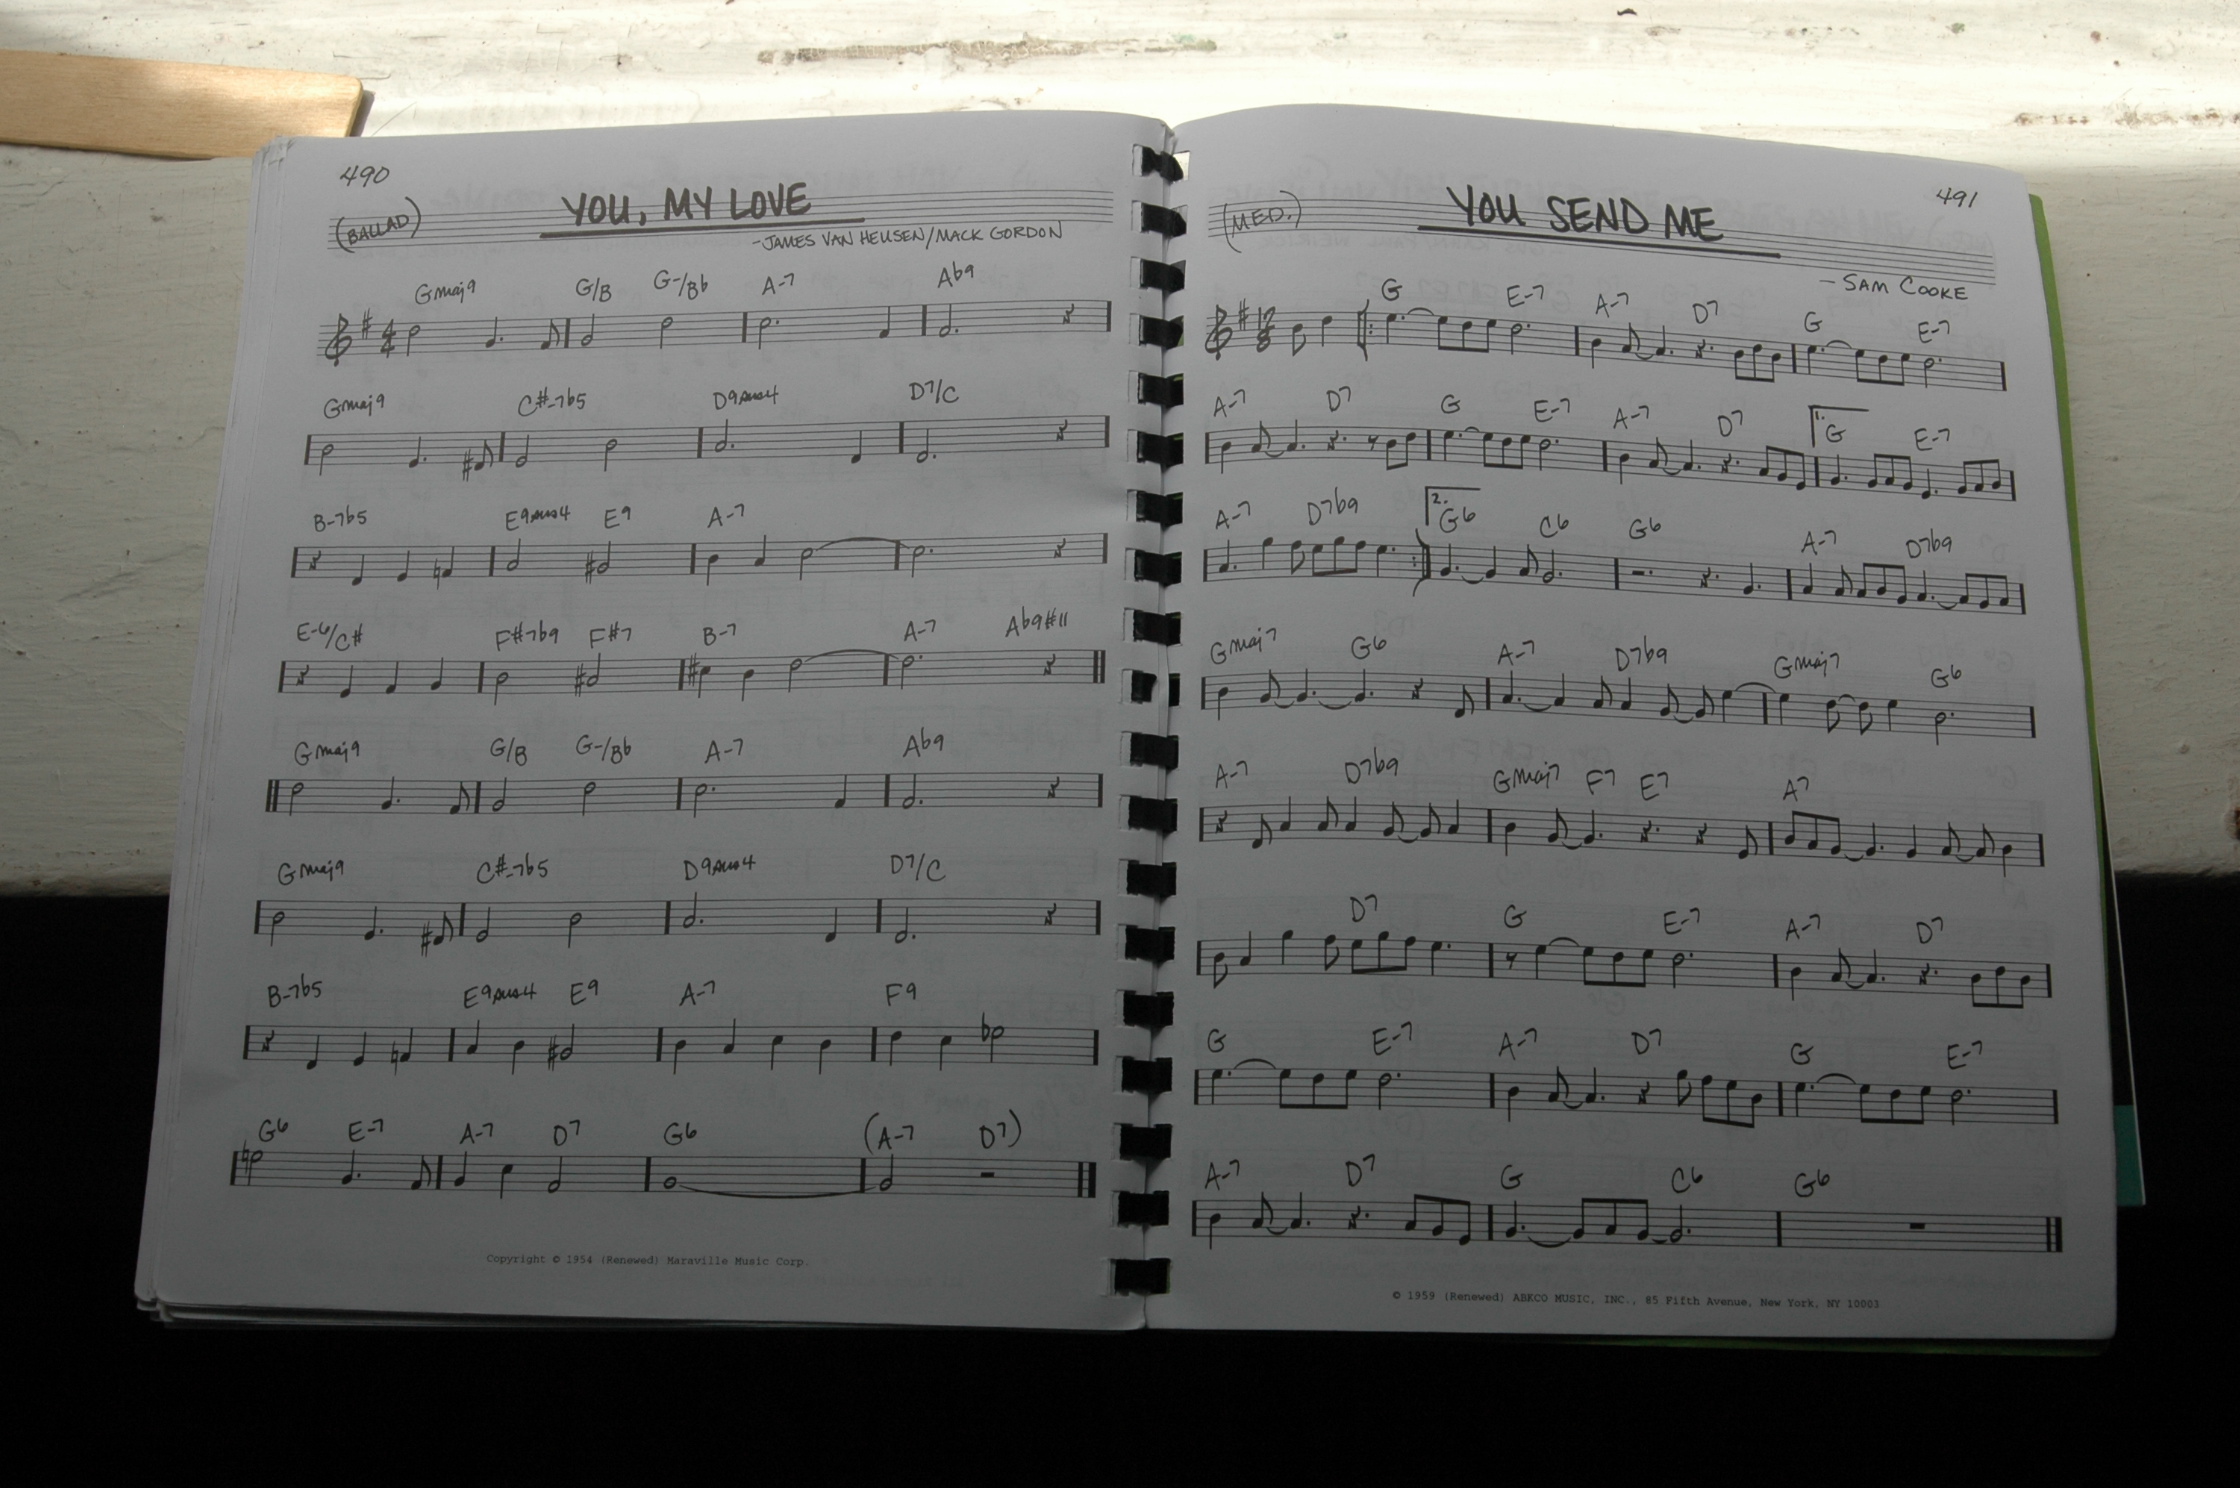 490
YOU, MY LOVE
(BALLAD)
-JAMES VAN HEUSEN/MACK GORDON
Gmaj9 G/B G-/Bb A-7 Ab9
4/4
Gmaj9 C#-7b5 D9sus4 D7/C
B-7b5 E9sus4 E9 A-7
E-6/C# F#7b9 F#7 B-7 A-7 Ab9#11
Gmaj9 G/B G-/Bb A-7 Ab9
Gmaj9 C#-7b5 D9sus4 D7/C
B-7b5 E9sus4 E9 A-7 F9
G6 E-7 A-7 D7 G6 (A-7 D7)
Copyright © 1954 (Renewed) Maraville Music Corp.
491
YOU SEND ME
(MED.)
- SAM COOKE
G E-7 A-7 D7 G E-7
12/8
A-7 D7 G E-7 A-7 D7 1. G E-7
A-7 D7b9 2. G6 C6 G6 A-7 D7b9
Gmaj7 G6 A-7 D7b9 Gmaj7 G6
A-7 D7b9 Gmaj7 F7 E7 A7
D7 G E-7 A-7 D7
G E-7 A-7 D7 G E-7
A-7 D7 G C6 G6
© 1959 (Renewed) ABKCO MUSIC, INC., 85 Fifth Avenue, New York, NY 10003